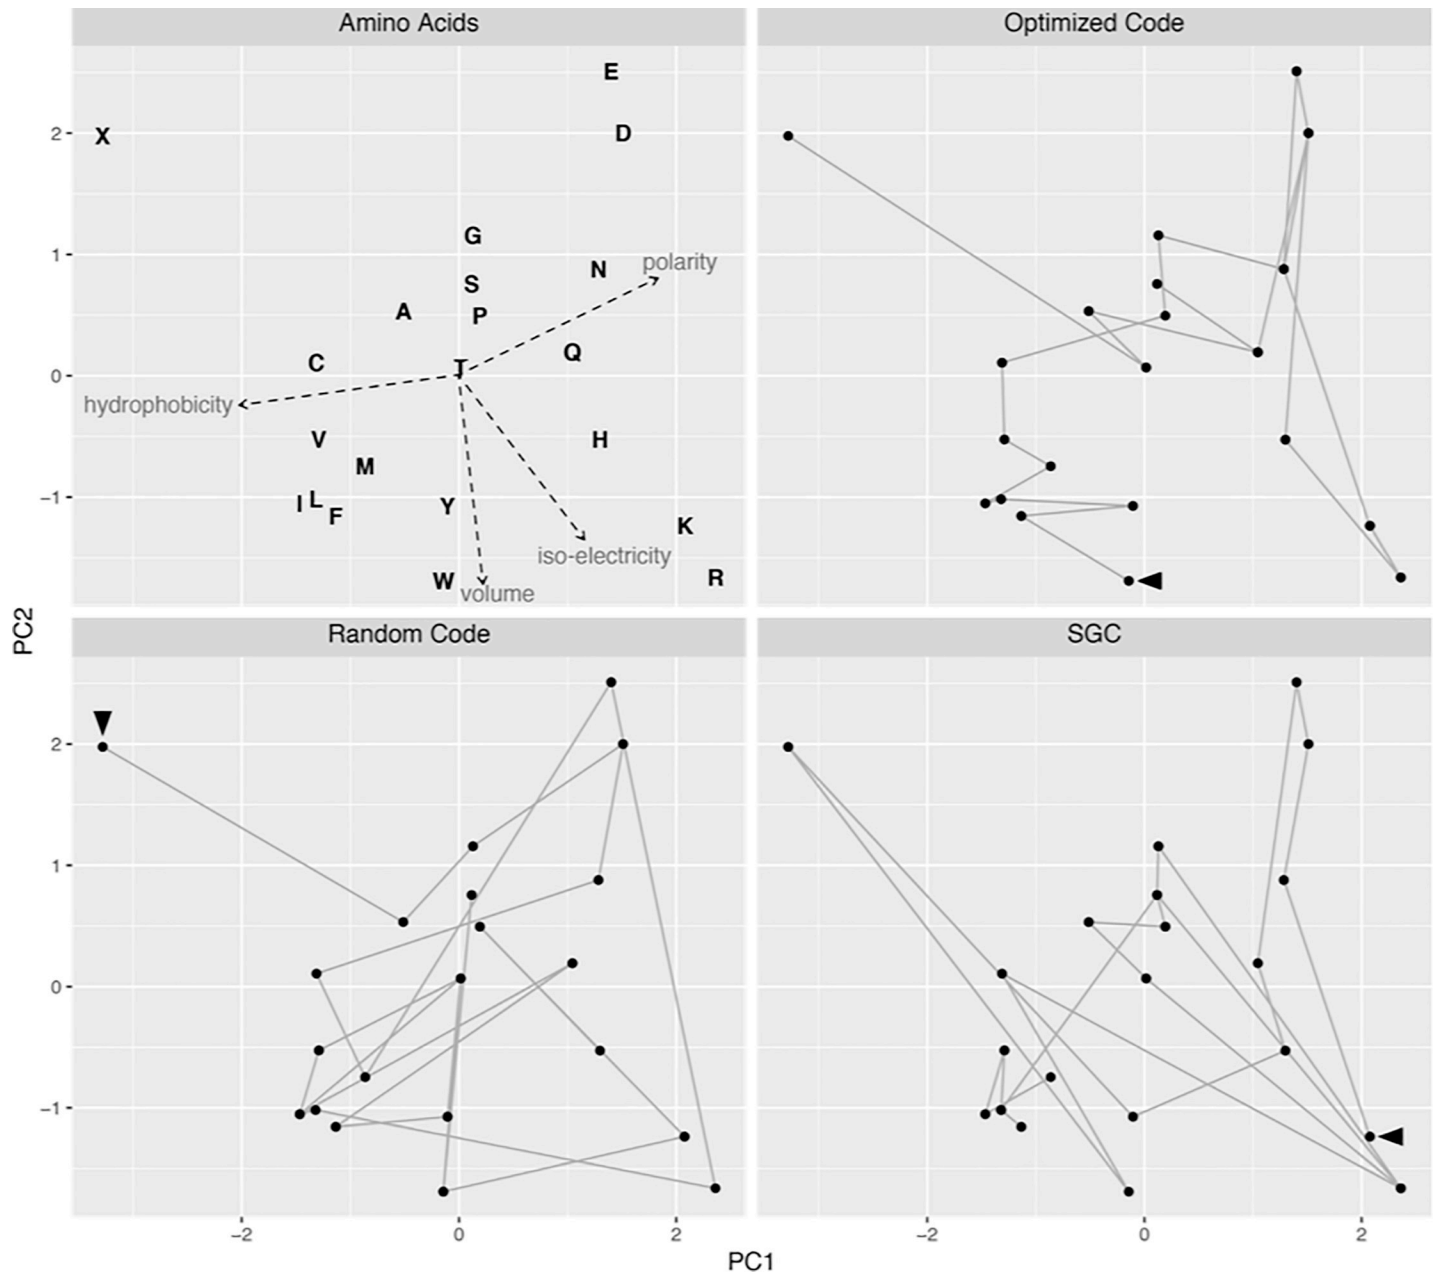 Amino Acids
Optimized Code
E
X
D
2
G
N
polarity
1
S
A
P
Q
C
T
0
hydrophobicity
V
H
M
I L
F
Y
K
−1
iso-electricity
W
R
volume
PC2
Random Code
SGC
2
1
0
−1
−2
0
2
−2
0
2
PC1